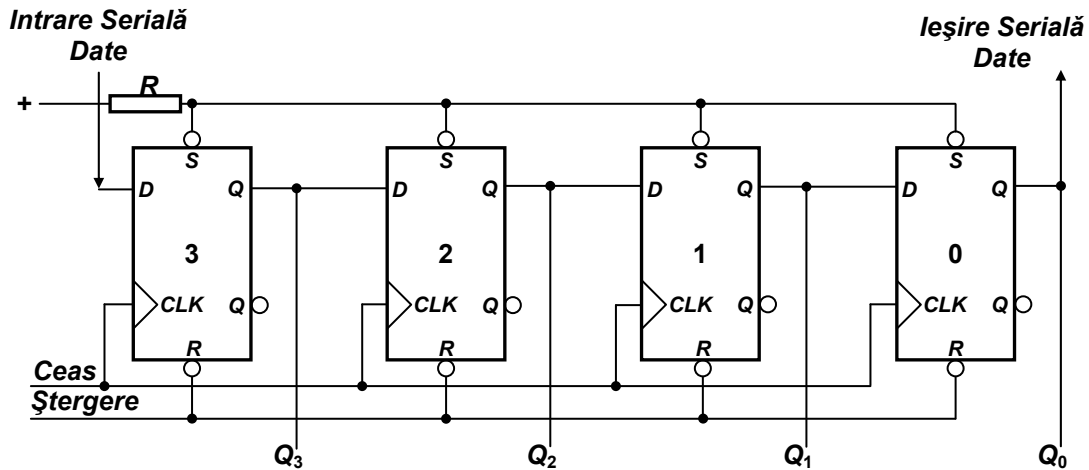 Intrare Serială
Date
Ieşire Serială
Date
+ R
S S S S
D Q D Q D Q D Q
3 2 1 0
CLK Q CLK Q CLK Q CLK Q
R R R R
Ceas
Ştergere
Q3 Q2 Q1 Q0